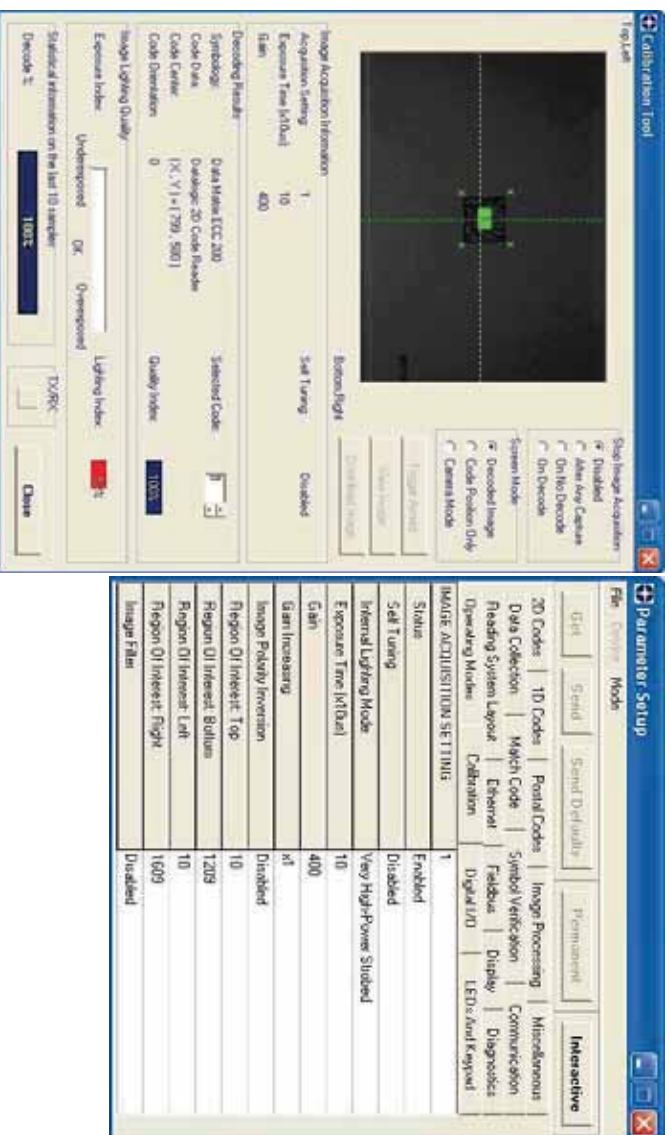 Calibration Tool
Top,Left
Bottom,Right
Stop Image Acquisition
Disabled
After Any Capture
On No Decode
On Decode
Screen Mode
Decoded Image
Code Position Only
Camera Mode
View Image
Download Image
Image Acquisition Information
Acquisition Setting 1 Self Tuning Disabled
Exposure Time (x10us) 10
Gain 400
Decoding Results
Symbology: Data Matrix ECC 200 Selected Code:
Code Data: Datalogic 2D Code Reader
Code Center: (X, Y) = (799, 580) Quality Index: 100%
Code Orientation: 0
Image Lighting Quality
Exposure Index: Lighting Index:
Underexposed OK Overexposed
Statistical information on the last 10 samples
Decode %: 100% TX/RX Close
Parameter Setup
File Device Mode
Get Send Send Defaults Permanent Interactive
2D Codes 1D Codes Postal Codes Image Processing Miscellaneous
Data Collection Match Code Symbol Verification Communication
Reading System Layout Ethernet Fieldbus Display Diagnostics
Operating Modes Calibration Digital I/O LEDs And Keypad
IMAGE ACQUISITION SETTING 1
Status Enabled
Self Tuning Disabled
Internal Lighting Mode Very High-Power Strobed
Exposure Time (x10us) 10
Gain 400
Gain Increasing x1
Image Polarity Inversion Disabled
Region Of Interest: Top 10
Region Of Interest: Bottom 1209
Region Of Interest: Left 10
Region Of Interest: Right 1609
Image Filter Disabled